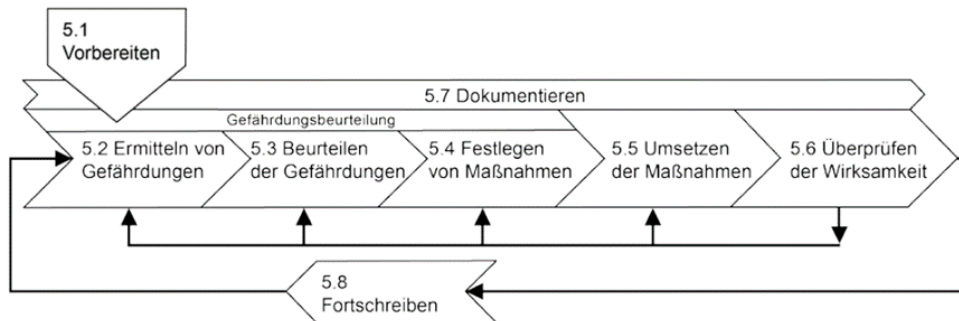 5.1
Vorbereiten
5.7 Dokumentieren
Gefährdungsbeurteilung
5.2 Ermitteln von
Gefährdungen
5.3 Beurteilen
der Gefährdungen
5.4 Festlegen
von Maßnahmen
5.5 Umsetzen
der Maßnahmen
5.6 Überprüfen
der Wirksamkeit
5.8
Fortschreiben